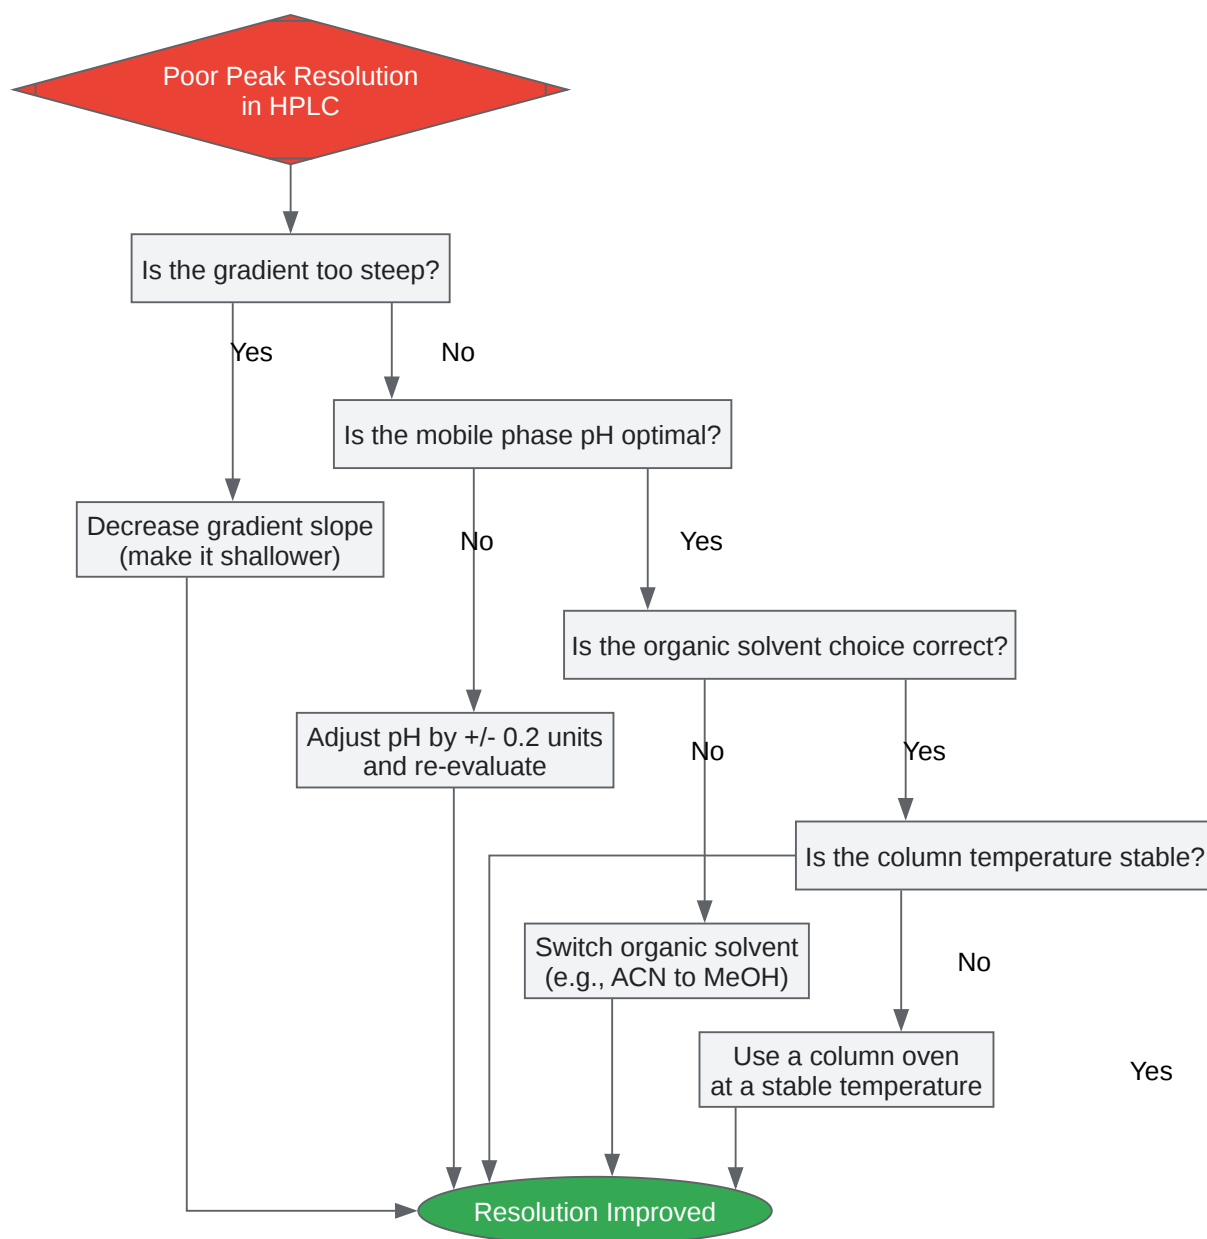 Poor Peak Resolution
in HPLC
Is the gradient too steep?
Yes
No
Is the mobile phase pH optimal?
Decrease gradient slope
(make it shallower)
No
Yes
Is the organic solvent choice correct?
Adjust pH by +/- 0.2 units
and re-evaluate
No
Yes
Is the column temperature stable?
Switch organic solvent
(e.g., ACN to MeOH)
No
Use a column oven
at a stable temperature
Yes
Resolution Improved